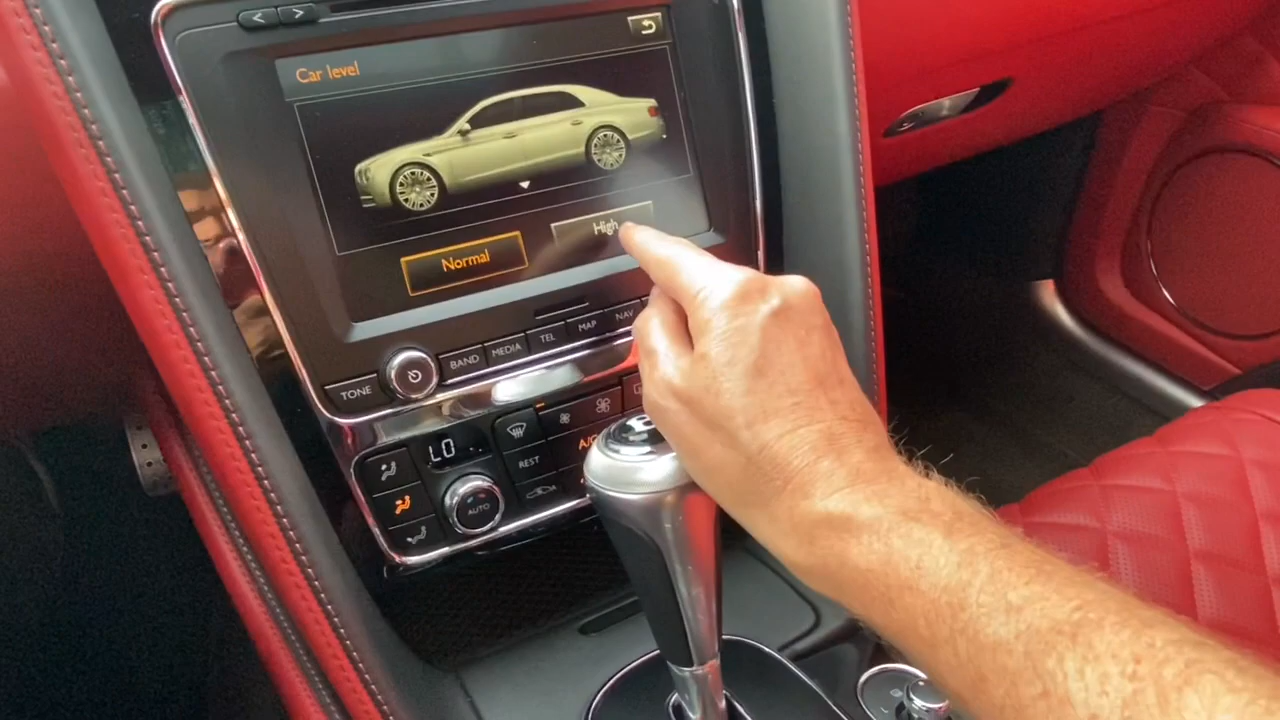 Car level
High
Normal
TONE
BAND
MEDIA
TEL
MAP
NAV
LO
REST
A/C
AUTO